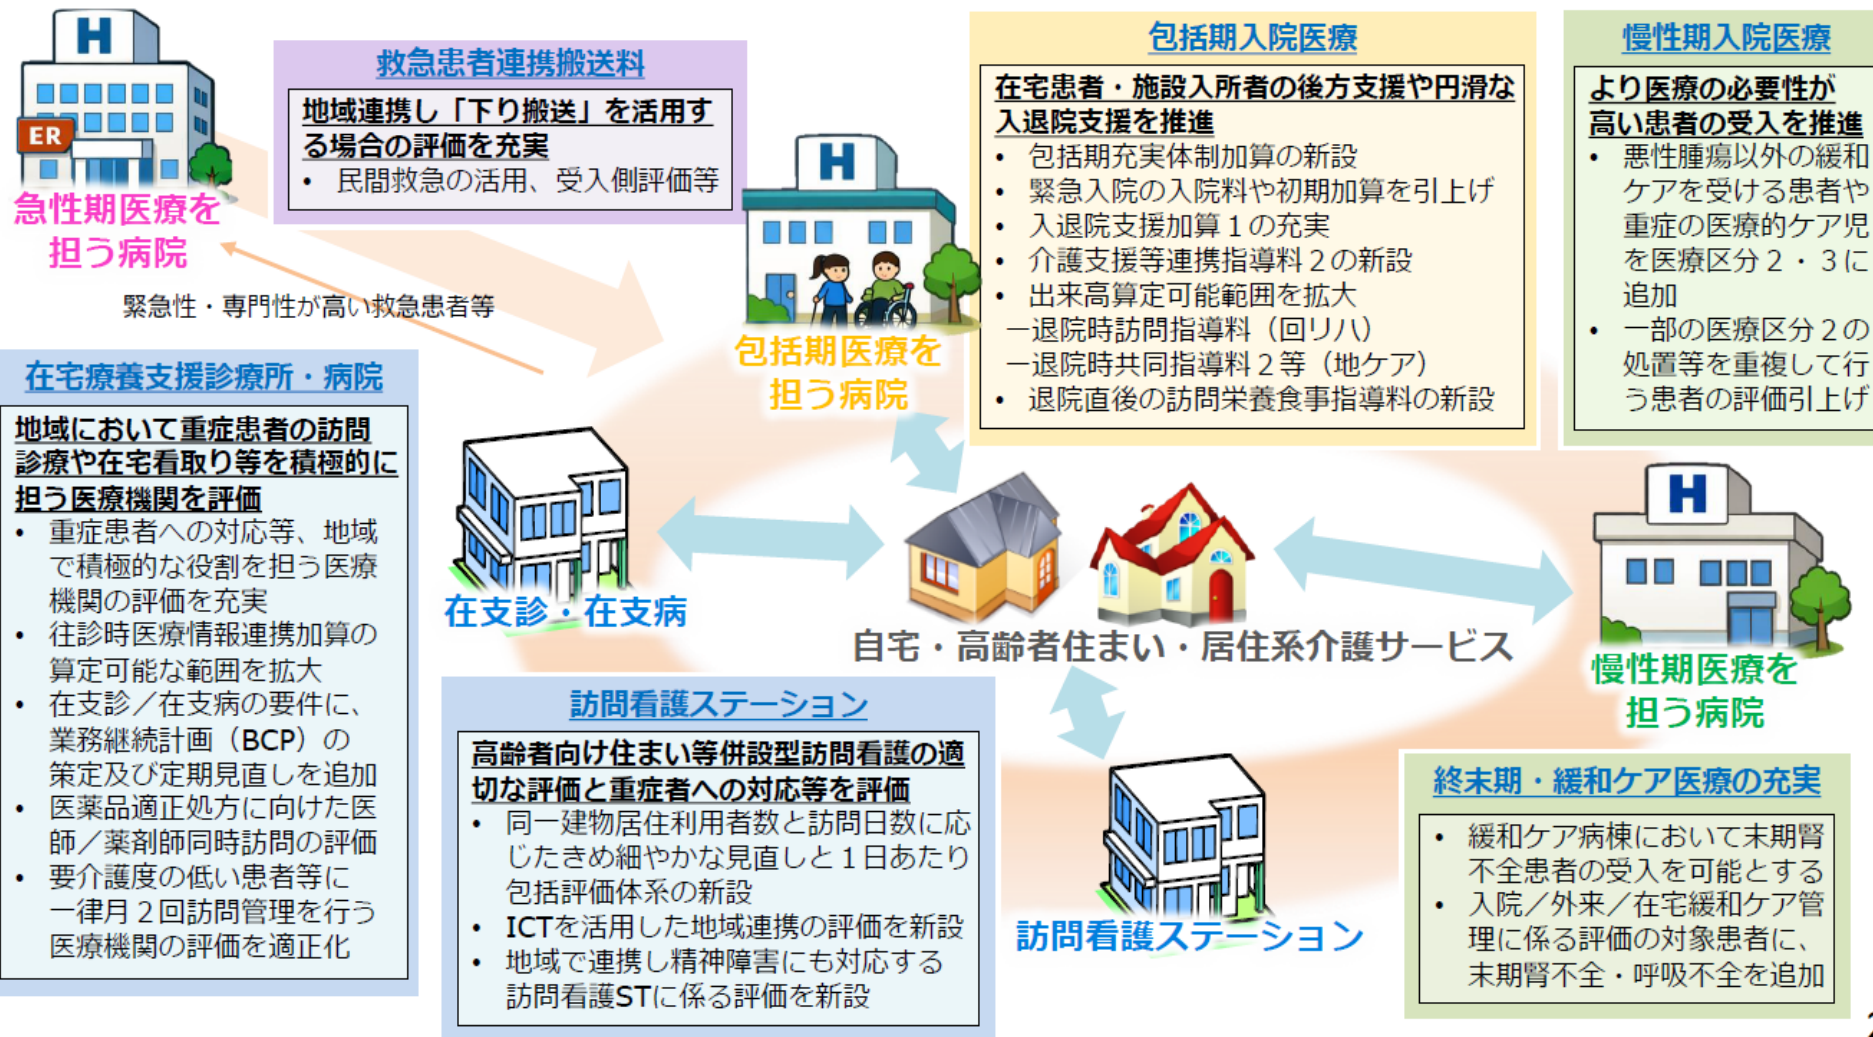 H
ER
急性期医療を
担う病院
救急患者連携搬送料
地域連携し「下り搬送」を活用す
る場合の評価を充実
• 民間救急の活用、受入側評価等
緊急性・専門性が高い救急患者等
H
包括期医療を
担う病院
包括期入院医療
在宅患者・施設入所者の後方支援や円滑な
入退院支援を推進
• 包括期充実体制加算の新設
• 緊急入院の入院料や初期加算を引上げ
• 入退院支援加算１の充実
• 介護支援等連携指導料２の新設
• 出来高算定可能範囲を拡大
－退院時訪問指導料（回リハ）
－退院時共同指導料２等（地ケア）
• 退院直後の訪問栄養食事指導料の新設
慢性期入院医療
より医療の必要性が
高い患者の受入を推進
• 悪性腫瘍以外の緩和
ケアを受ける患者や
重症の医療的ケア児
を医療区分２・３に
追加
• 一部の医療区分２の
処置等を重複して行
う患者の評価引上げ
在宅療養支援診療所・病院
地域において重症患者の訪問
診療や在宅看取り等を積極的に
担う医療機関を評価
• 重症患者への対応等、地域
で積極的な役割を担う医療
機関の評価を充実
• 往診時医療情報連携加算の
算定可能な範囲を拡大
• 在支診／在支病の要件に、
業務継続計画（BCP）の
策定及び定期見直しを追加
• 医薬品適正処方に向けた医
師／薬剤師同時訪問の評価
• 要介護度の低い患者等に
一律月２回訪問管理を行う
医療機関の評価を適正化
在支診・在支病
自宅・高齢者住まい・居住系介護サービス
H
慢性期医療を
担う病院
訪問看護ステーション
高齢者向け住まい等併設型訪問看護の適
切な評価と重症者への対応等を評価
• 同一建物居住利用者数と訪問日数に応
じたきめ細やかな見直しと１日あたり
包括評価体系の新設
• ICTを活用した地域連携の評価を新設
• 地域で連携し精神障害にも対応する
訪問看護STに係る評価を新設
訪問看護ステーション
終末期・緩和ケア医療の充実
• 緩和ケア病棟において末期腎
不全患者の受入を可能とする
• 入院／外来／在宅緩和ケア管
理に係る評価の対象患者に、
末期腎不全・呼吸不全を追加